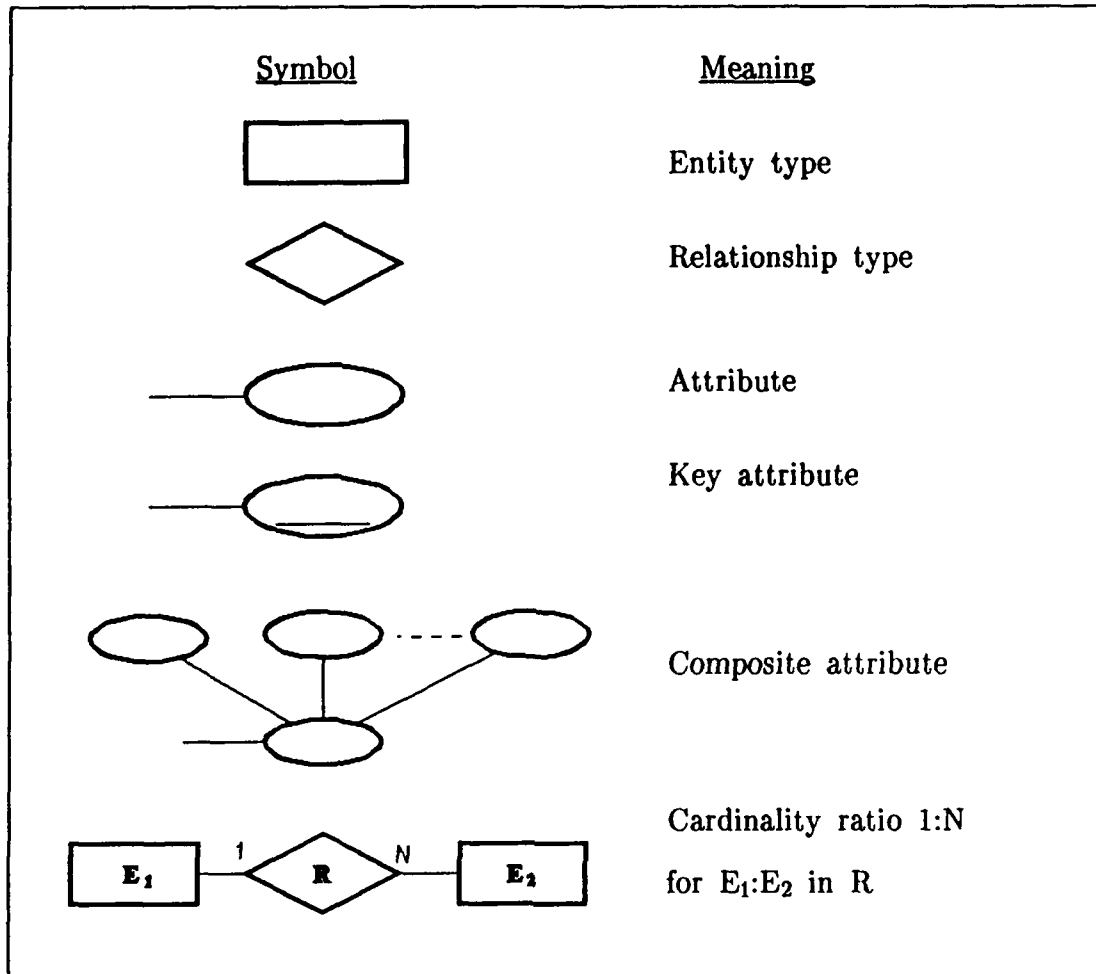 Symbol Meaning
Entity type
Relationship type
Attribute
Key attribute
Composite attribute
Cardinality ratio 1:N
E₁ 1 R N E₂
for E₁:E₂ in R